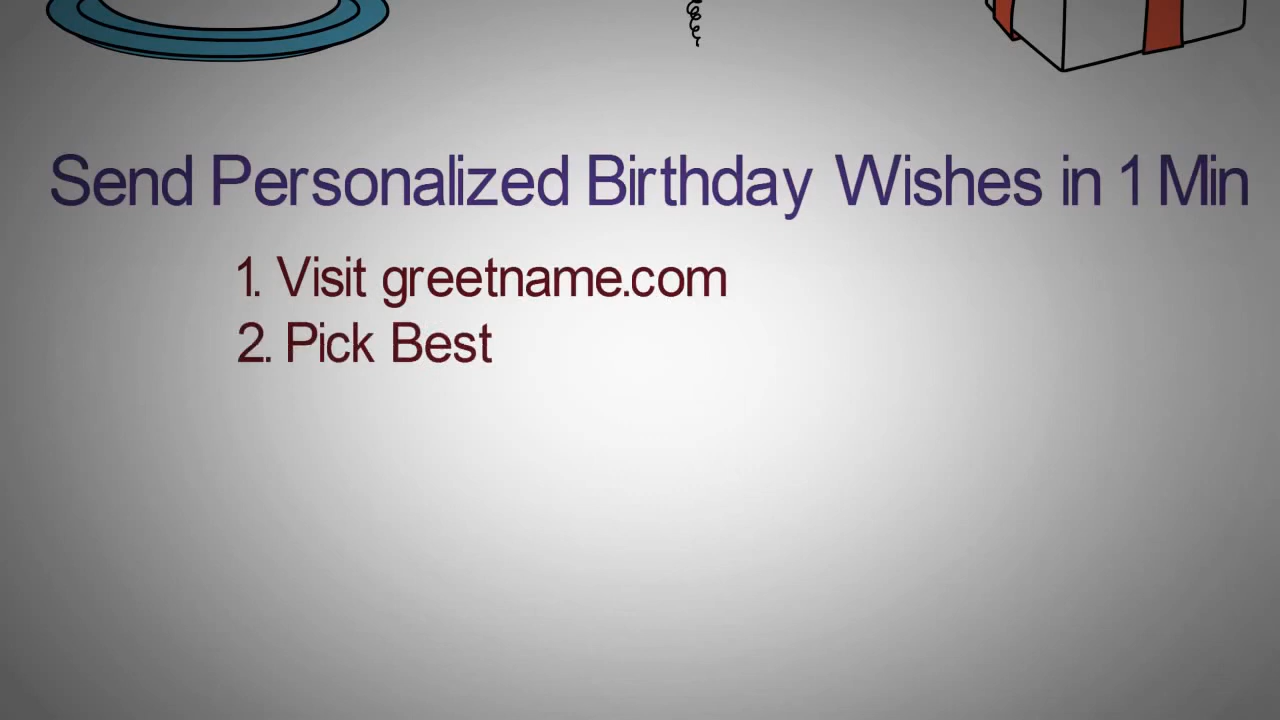 Send Personalized Birthday Wishes in 1 Min
1. Visit greetname.com
2. Pick Best